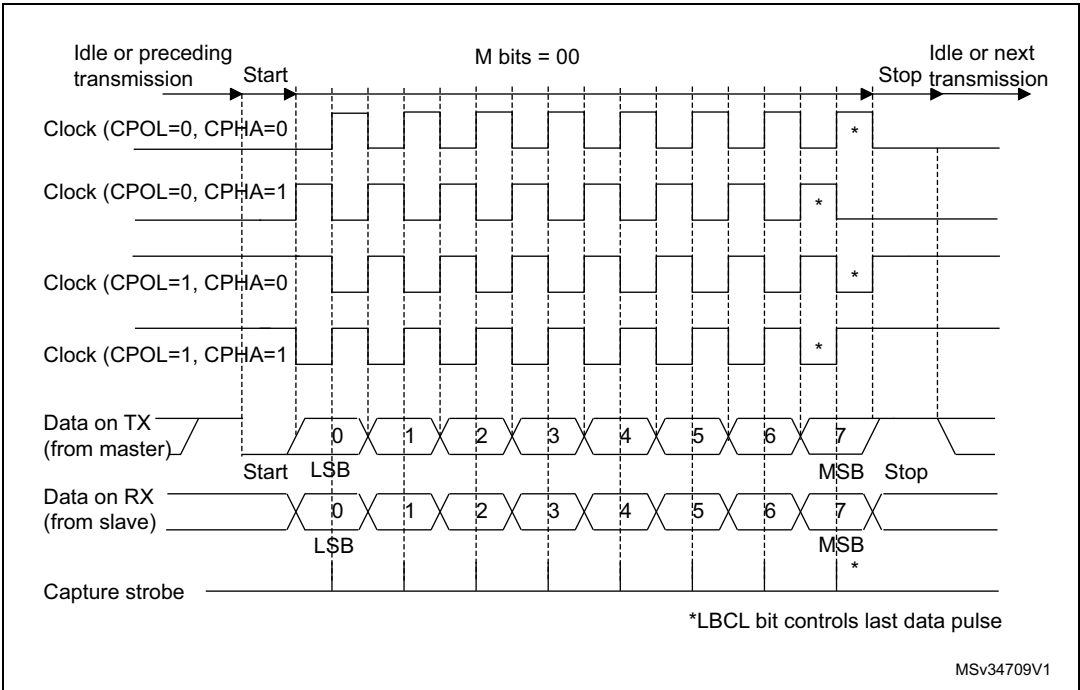 Idle or preceding
transmission
Start
M bits = 00
Stop
Idle or next
transmission
Clock (CPOL=0, CPHA=0
*
Clock (CPOL=0, CPHA=1
*
Clock (CPOL=1, CPHA=0
*
Clock (CPOL=1, CPHA=1
*
Data on TX
(from master)
0 1 2 3 4 5 6 7
Start LSB MSB Stop
Data on RX
(from slave)
0 1 2 3 4 5 6 7
LSB MSB
*
Capture strobe
*LBCL bit controls last data pulse
MSv34709V1